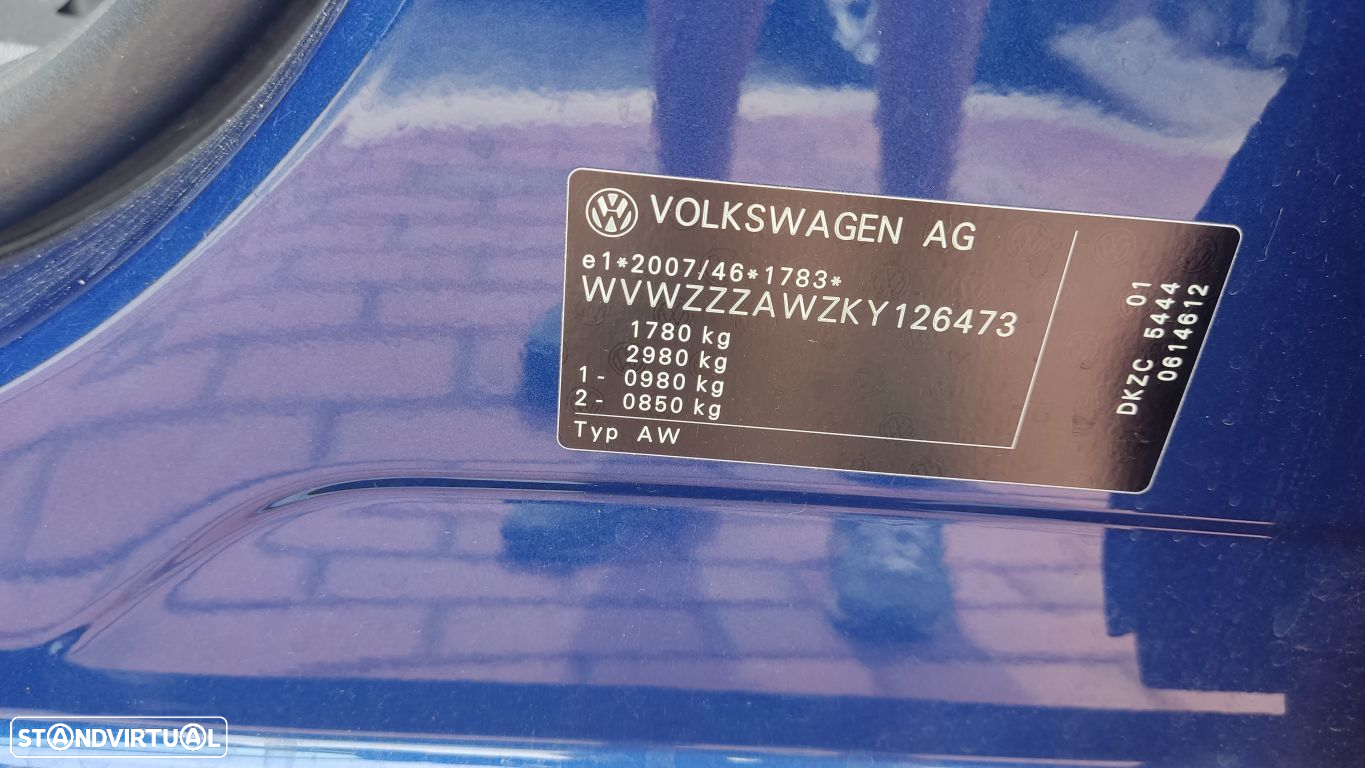 VOLKSWAGEN AG
e1*2007/46*1783*
WVWZZZAWZKY126473
1780 kg
2980 kg
1- 0980 kg
2- 0850 kg
Typ AW
01
DKZC 5444
0614612
STANDVIRTUAL